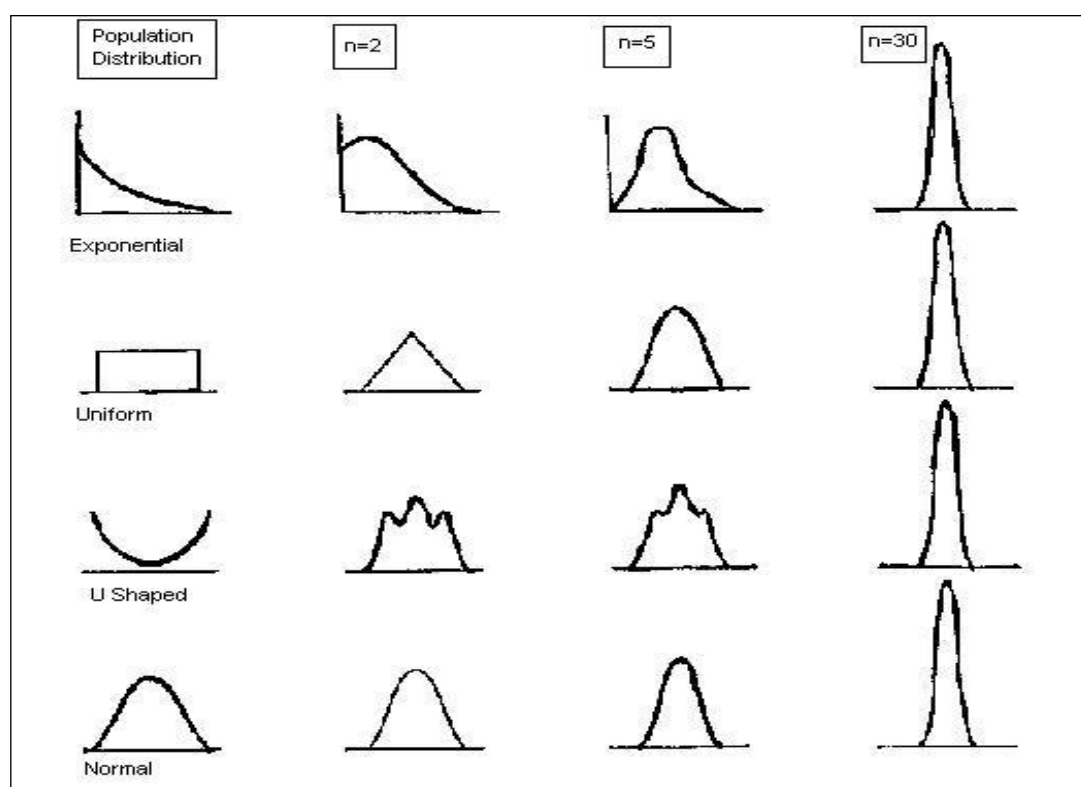 Population
Distribution
n=2
n=5
n=30
Exponential
Uniform
U Shaped
Normal